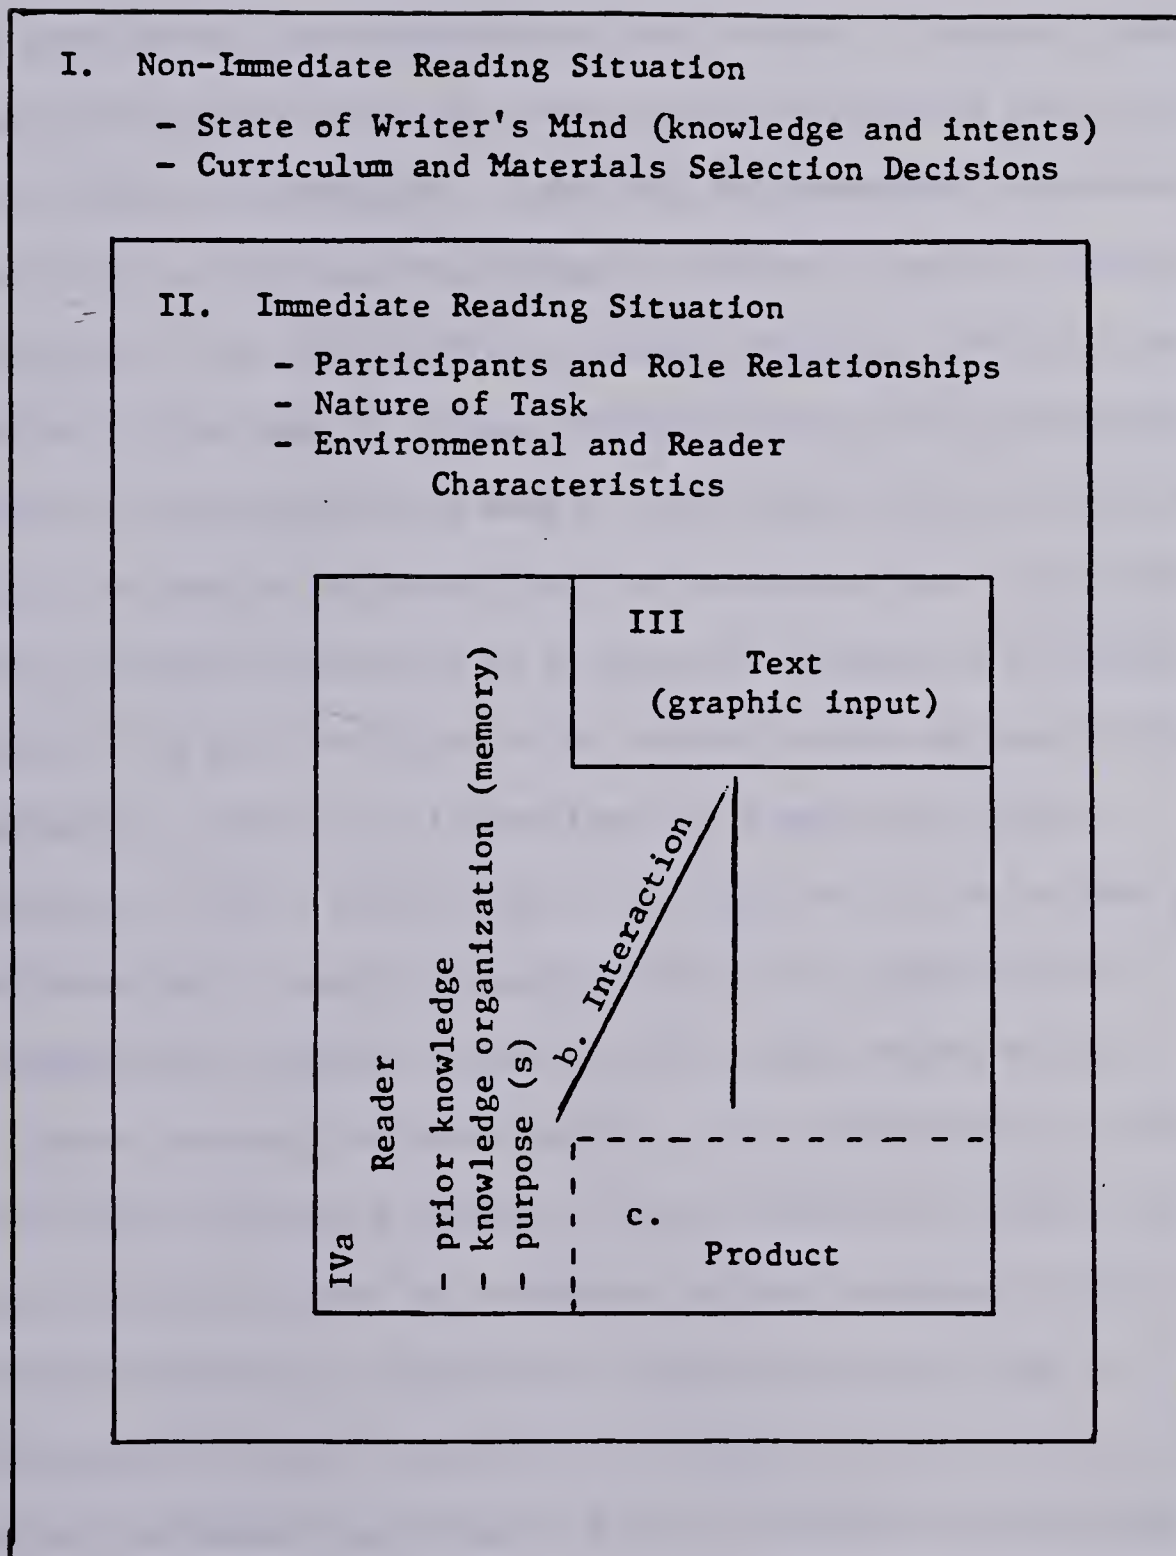 I. Non-Immediate Reading Situation
- State of Writer's Mind (knowledge and intents)
- Curriculum and Materials Selection Decisions
II. Immediate Reading Situation
- Participants and Role Relationships
- Nature of Task
- Environmental and Reader
Characteristics
III
Text
(graphic input)
IVa
Reader
- prior knowledge
- knowledge organization (memory)
- purpose (s)
b. Interaction
c.
Product